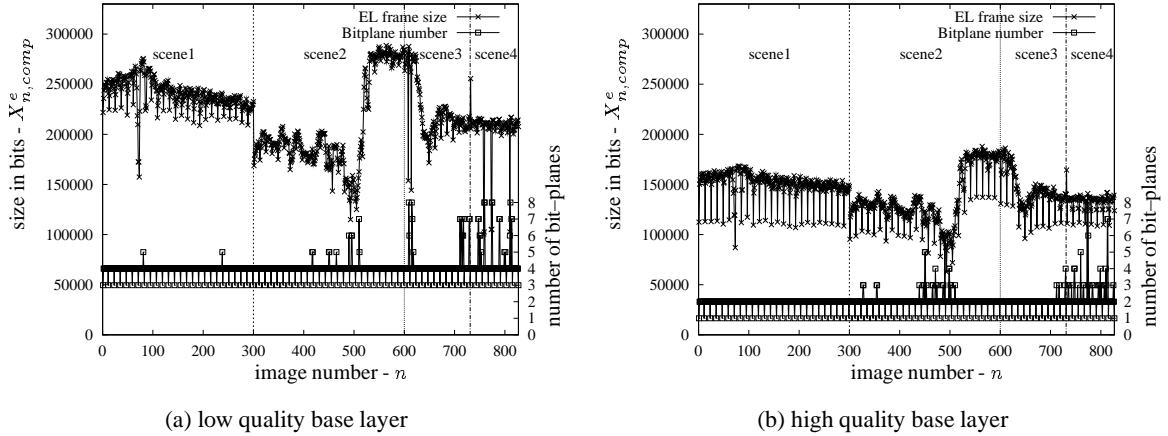 EL frame size
Bitplane number
scene1
scene2
scene3
scene4
300000
250000
200000
150000
100000
50000
0
8
7
6
5
4
3
2
1
0
0 100 200 300 400 500 600 700 800
size in bits - X^e_{n,comp}
number of bit–planes
image number - n
(a) low quality base layer
EL frame size
Bitplane number
scene1
scene2
scene3
scene4
300000
250000
200000
150000
100000
50000
0
8
7
6
5
4
3
2
1
0
0 100 200 300 400 500 600 700 800
size in bits - X^e_{n,comp}
number of bit–planes
image number - n
(b) high quality base layer